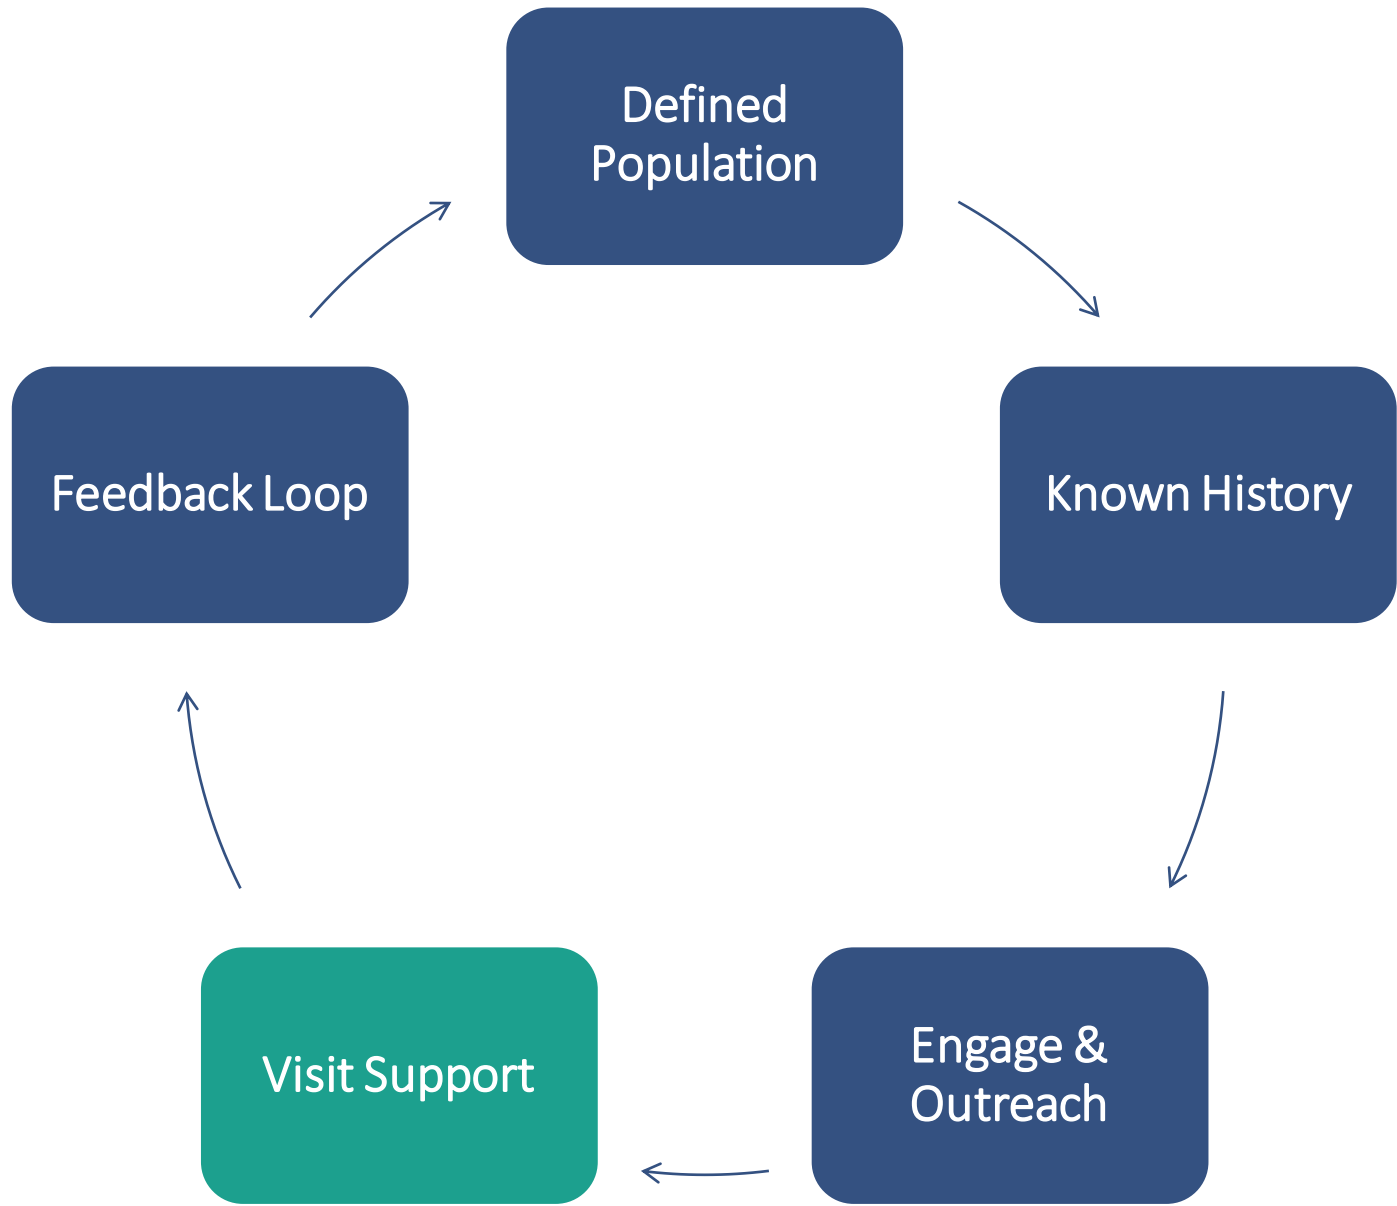 Defined
Population
Known History
Engage &
Outreach
Visit Support
Feedback Loop